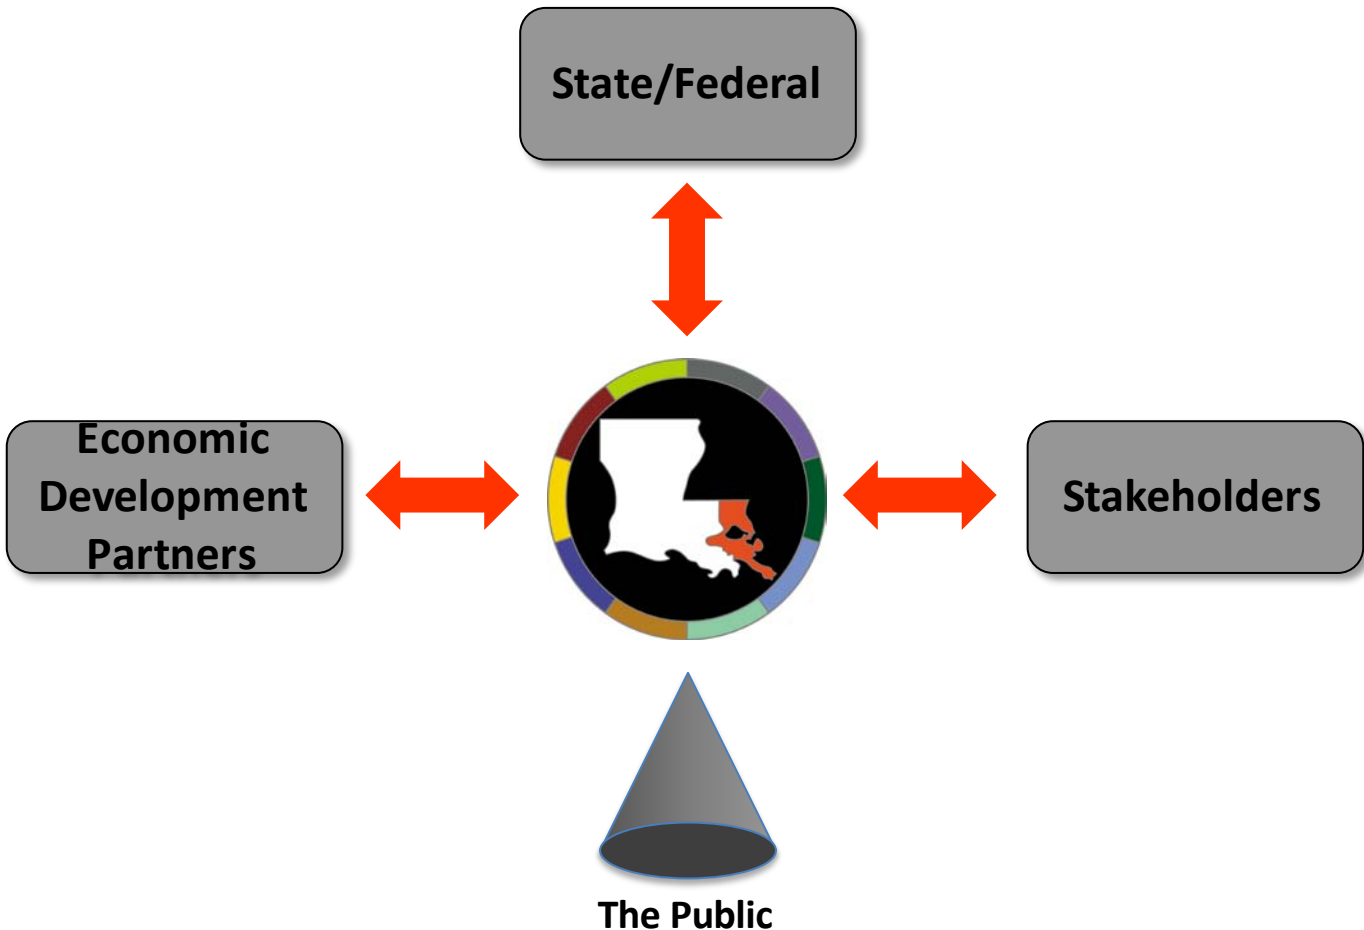 State/Federal
Economic
Development
Partners
Stakeholders
The Public